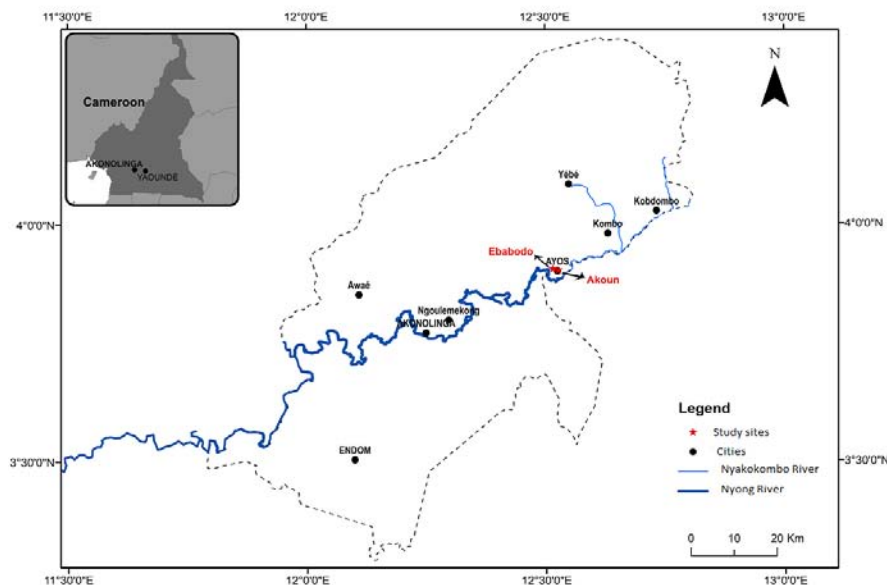 11°30'0"E 12°0'0"E 12°30'0"E 13°0'0"E
Cameroon
AKONOLINGA
YAOUNDE
N
Yébé
Kobdombo
Kombo
4°0'0"N 4°0'0"N
Ebabodo
AYOS
Akoun
Awaé
Ngoulemekong
AKONOLINGA
Legend
Study sites
Cities
Nyakokombo River
Nyong River
ENDOM
3°30'0"N 3°30'0"N
0 10 20 Km
11°30'0"E 12°0'0"E 12°30'0"E 13°0'0"E